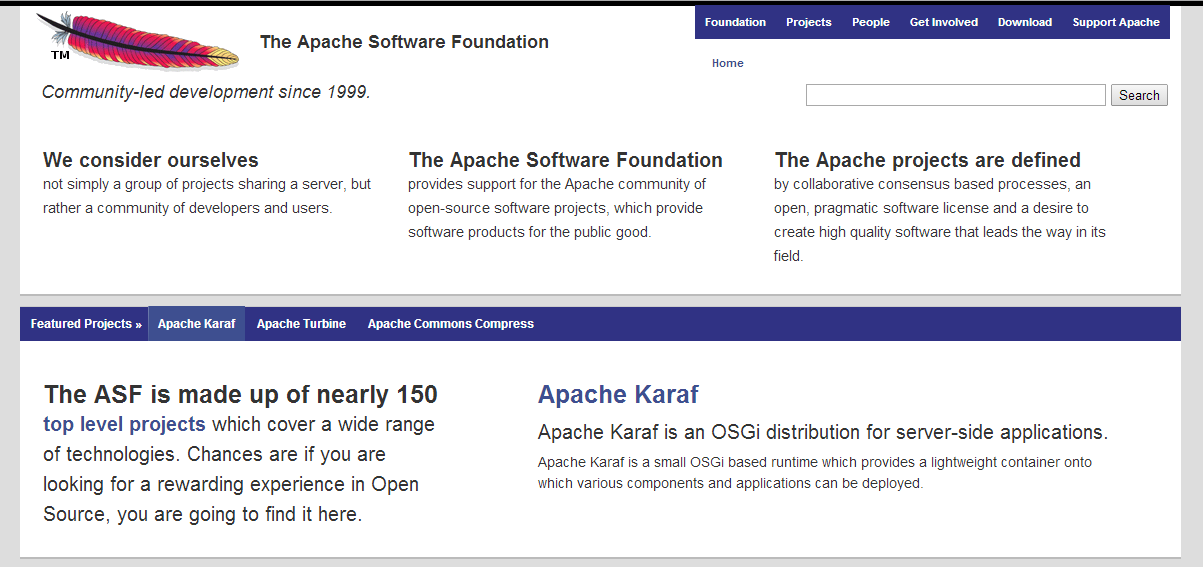 Foundation Projects People Get Involved Download Support Apache
TM
The Apache Software Foundation
Home
Community-led development since 1999.
Search
We consider ourselves
not simply a group of projects sharing a server, but
rather a community of developers and users.
The Apache Software Foundation
provides support for the Apache community of
open-source software projects, which provide
software products for the public good.
The Apache projects are defined
by collaborative consensus based processes, an
open, pragmatic software license and a desire to
create high quality software that leads the way in its
field.
Featured Projects » Apache Karaf Apache Turbine Apache Commons Compress
The ASF is made up of nearly 150
top level projects which cover a wide range
of technologies. Chances are if you are
looking for a rewarding experience in Open
Source, you are going to find it here.
Apache Karaf
Apache Karaf is an OSGi distribution for server-side applications.
Apache Karaf is a small OSGi based runtime which provides a lightweight container onto
which various components and applications can be deployed.